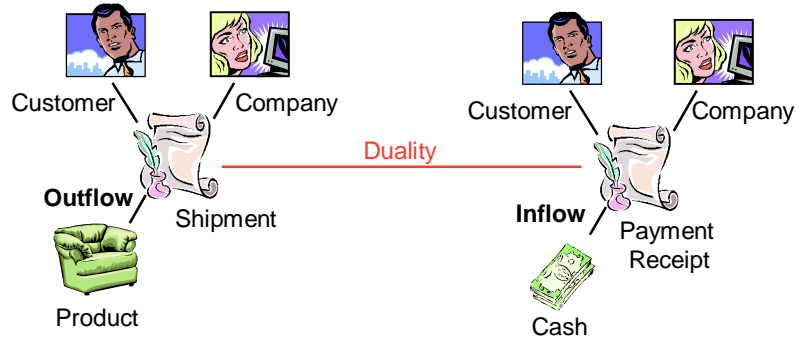 Customer
Company
Customer
Company
Duality
Outflow
Shipment
Inflow
Payment
Receipt
Product
Cash